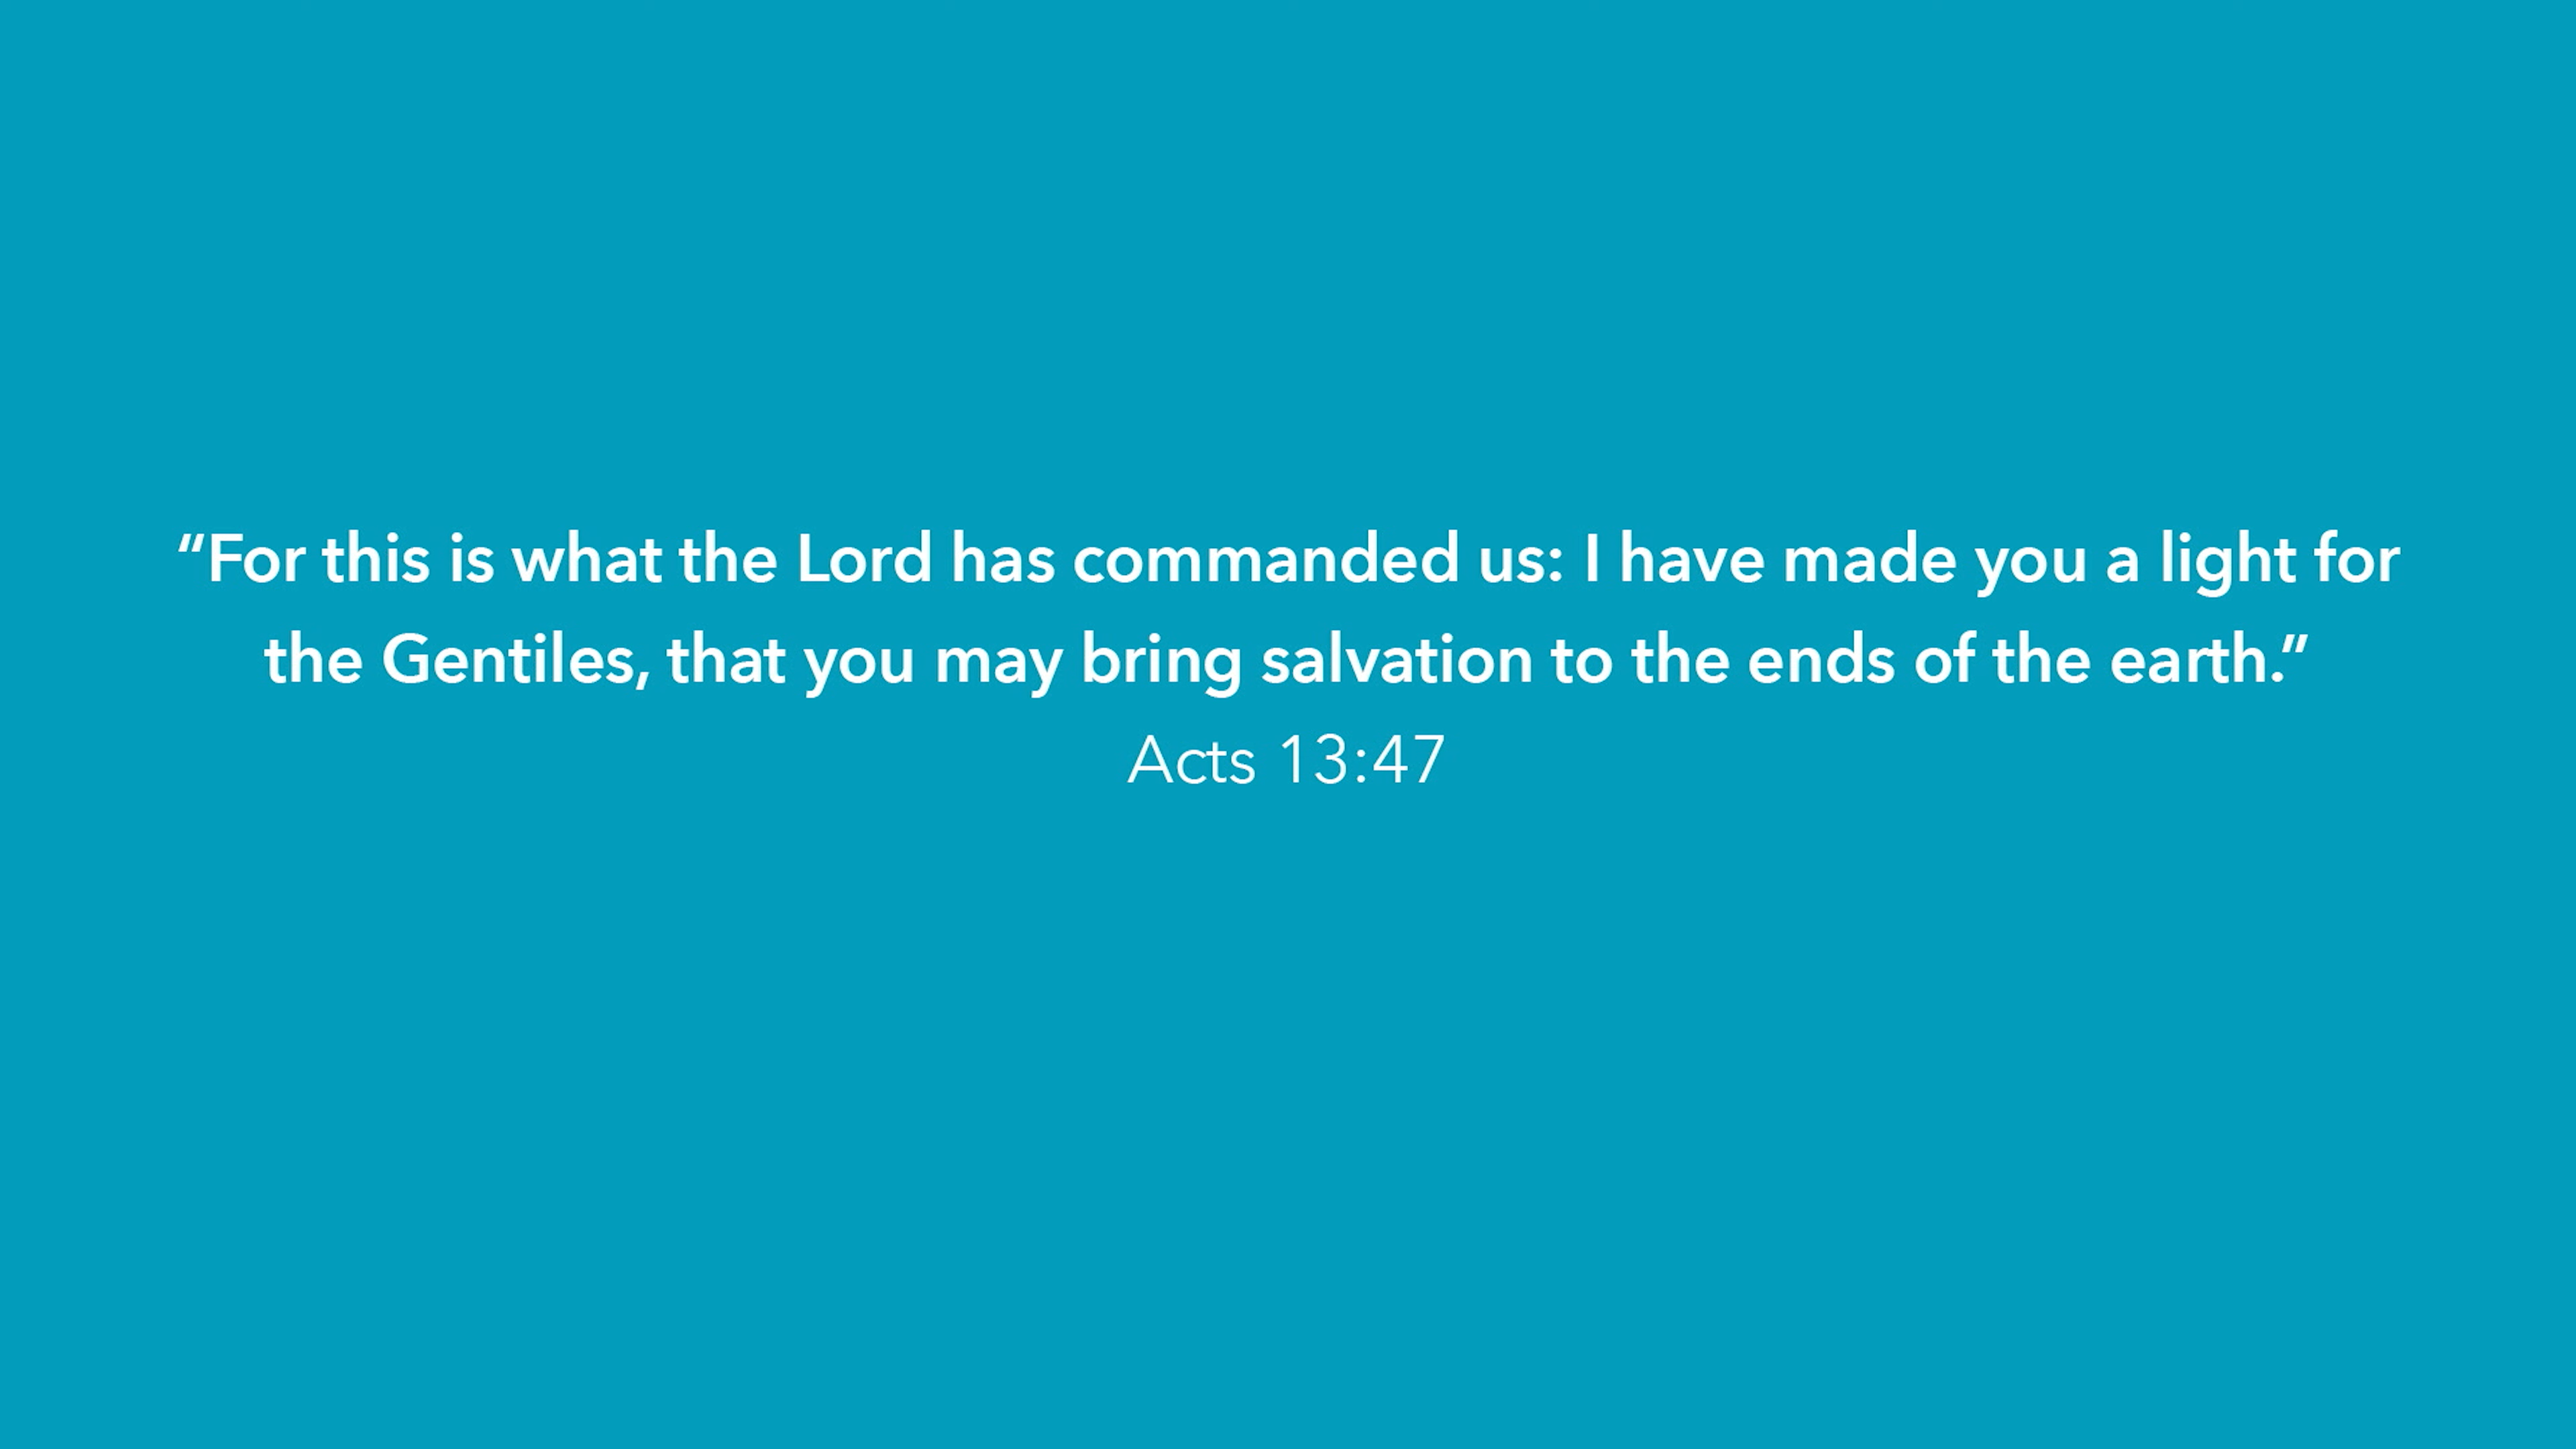 “For this is what the Lord has commanded us: I have made you a light for
the Gentiles, that you may bring salvation to the ends of the earth.”
Acts 13:47